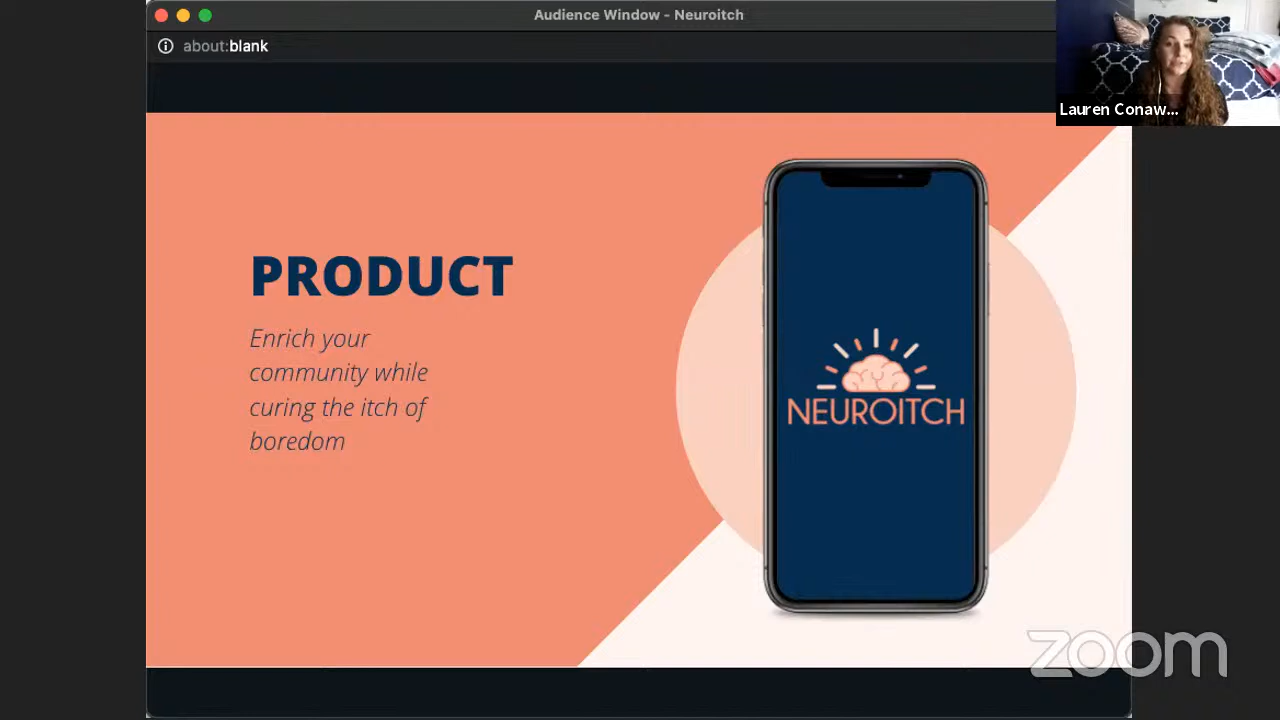 Audience Window - Neuroitch
about:blank
Lauren Conaw...
PRODUCT
Enrich your
community while
curing the itch of
boredom
NEUROITCH
zoom